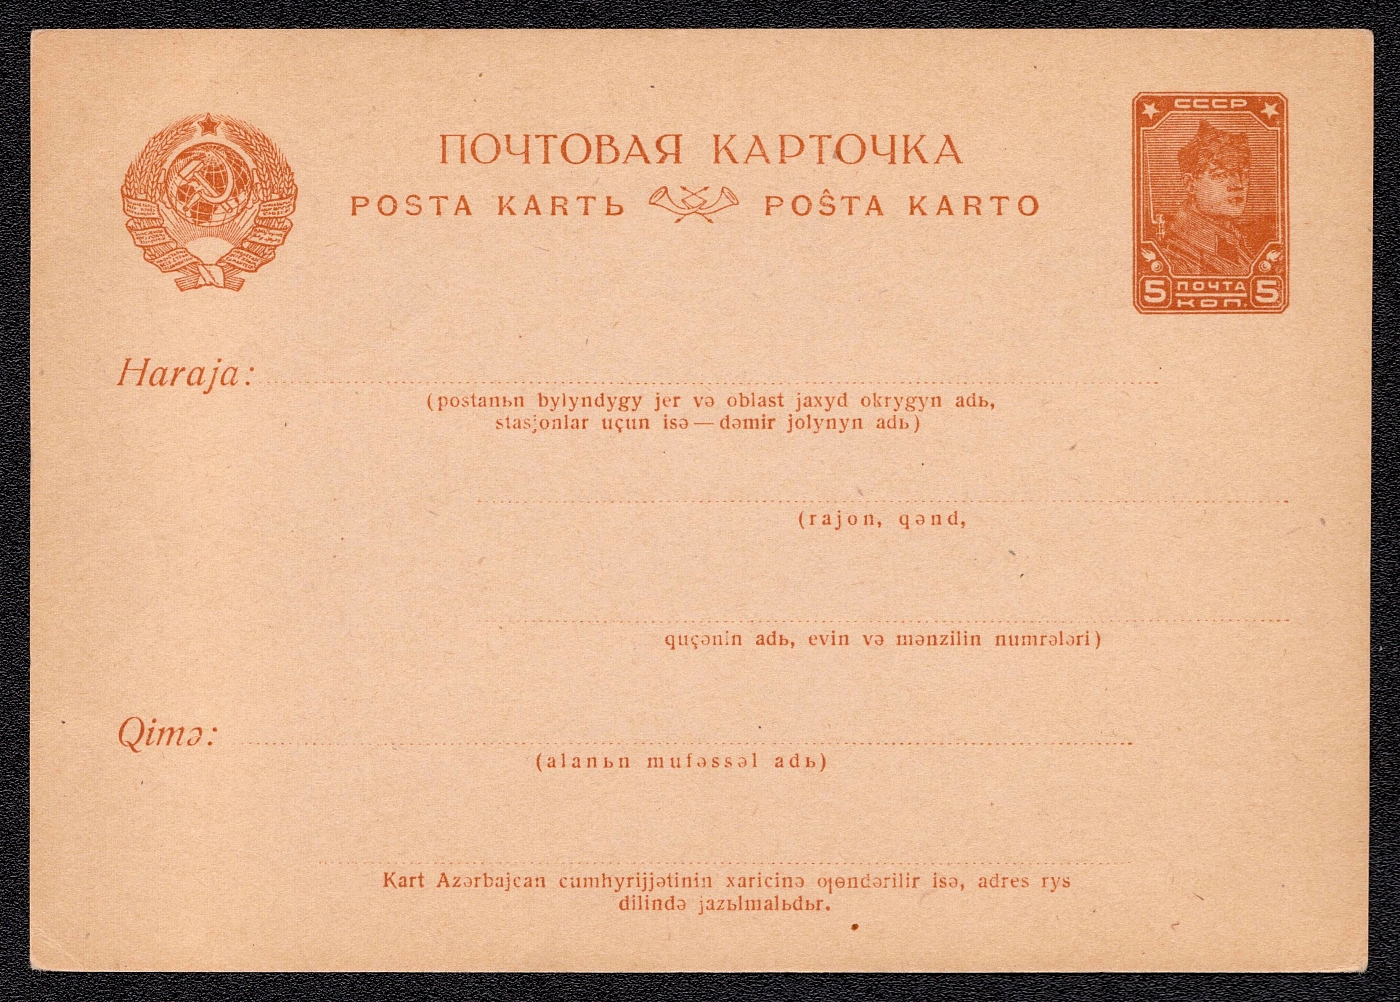 СССР
ПОЧТОВАЯ КАРТОЧКА
POSTA KARTЬ POŜTA KARTO
5 ПОЧТА 5
КОП.
Haraja:
(postanьn bylyndygy jer və oblast jaxyd okrygyn adь,
stasjonlar uçun isə — dəmir jolynyn adь)
(rajon, qənd,
quçənin adь, evin və mənzilin numrələri)
Qimə:
(alanьn mufəssəl adь)
Kart Azərbajcan cumhyrijjətinin xaricinə ƣɵndərilir isə, adres rys
dilində jazьlmalьdьr.